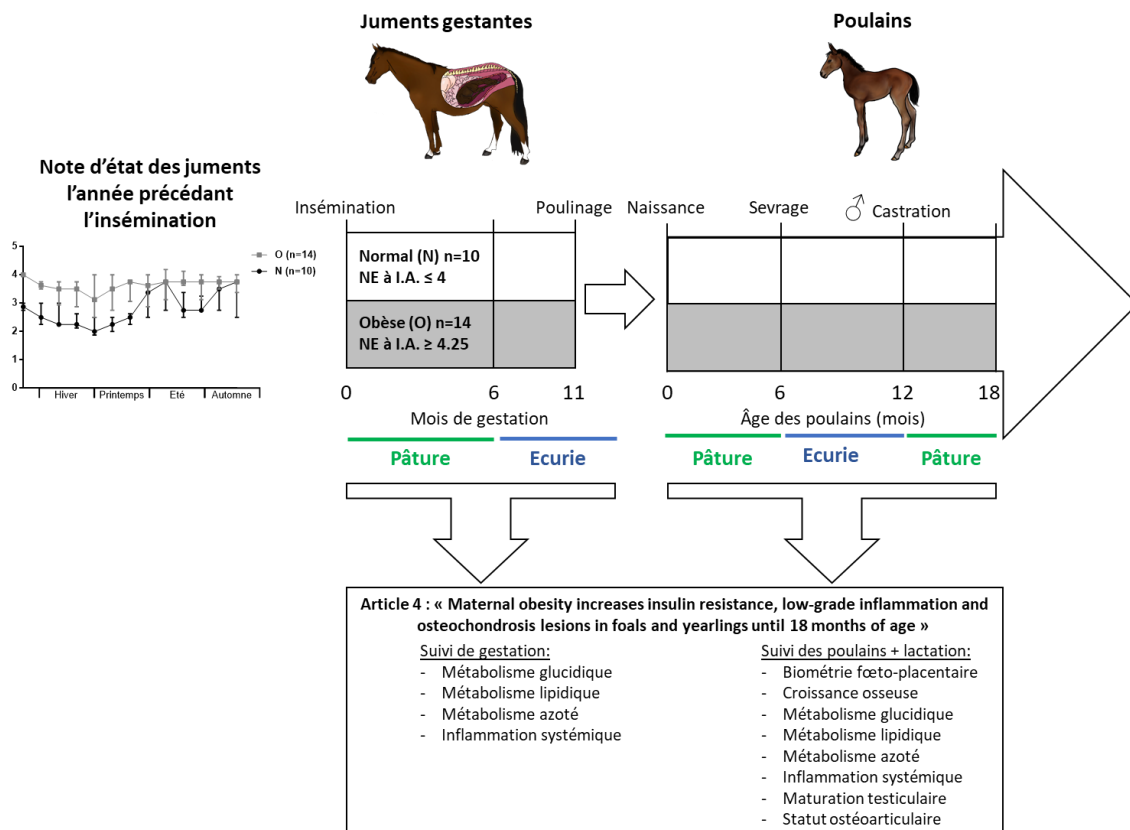 Juments gestantes
Poulains
Note d’état des juments
l’année précédant
l’insémination
5
4
3
2
1
0
O (n=14)
N (n=10)
Hiver
Printemps
Eté
Automne
Insémination
Poulinage
Naissance
Sevrage
♂ Castration
Normal (N) n=10
NE à I.A. ≤ 4
Obèse (O) n=14
NE à I.A. ≥ 4.25
0
6
11
Mois de gestation
0
6
12
18
Âge des poulains (mois)
Pâture
Ecurie
Pâture
Ecurie
Pâture
Article 4 : « Maternal obesity increases insulin resistance, low-grade inflammation and
osteochondrosis lesions in foals and yearlings until 18 months of age »
Suivi de gestation:
- Métabolisme glucidique
- Métabolisme lipidique
- Métabolisme azoté
- Inflammation systémique
Suivi des poulains + lactation:
- Biométrie fœto-placentaire
- Croissance osseuse
- Métabolisme glucidique
- Métabolisme lipidique
- Métabolisme azoté
- Inflammation systémique
- Maturation testiculaire
- Statut ostéoarticulaire